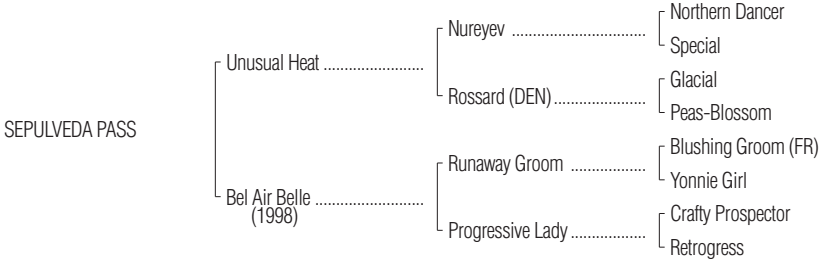 Northern Dancer
Nureyev ................................
Special
Unusual Heat ........................
Glacial
Rossard (DEN)......................
Peas-Blossom
SEPULVEDA PASS
Blushing Groom (FR)
Runaway Groom ..................
Yonnie Girl
Bel Air Belle ..........................
(1998)
Crafty Prospector
Progressive Lady ..................
Retrogress